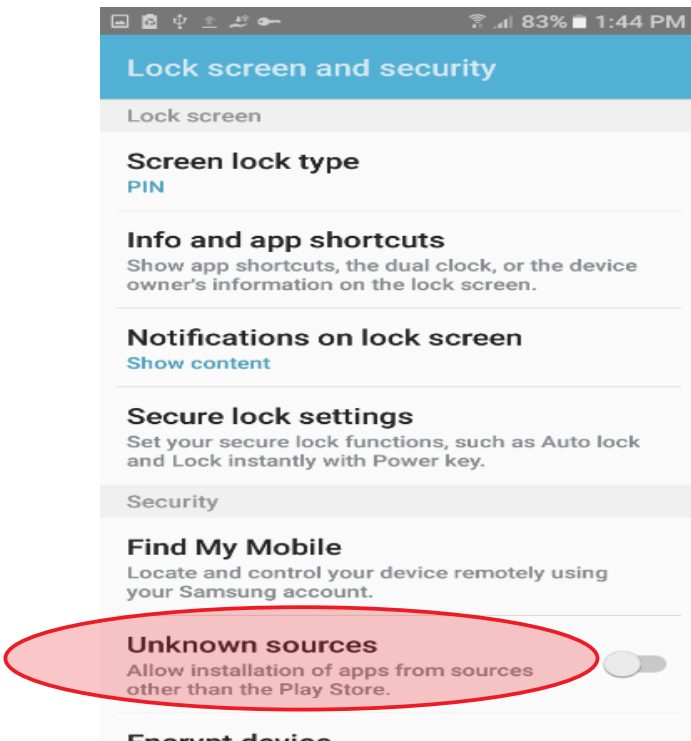 83% 1:44 PM
Lock screen and security
Lock screen
Screen lock type
PIN
Info and app shortcuts
Show app shortcuts, the dual clock, or the device
owner's information on the lock screen.
Notifications on lock screen
Show content
Secure lock settings
Set your secure lock functions, such as Auto lock
and Lock instantly with Power key.
Security
Find My Mobile
Locate and control your device remotely using
your Samsung account.
Unknown sources
Allow installation of apps from sources
other than the Play Store.
Encrypt device